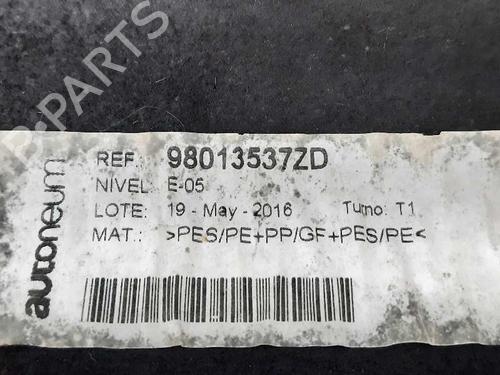 B-PARTS
autoneum
REF.: 98013537ZD
NIVEL: E-05
LOTE: 19 - May - 2016 Turno: T1
MAT.: >PES/PE+PP/GF+PES/PE<